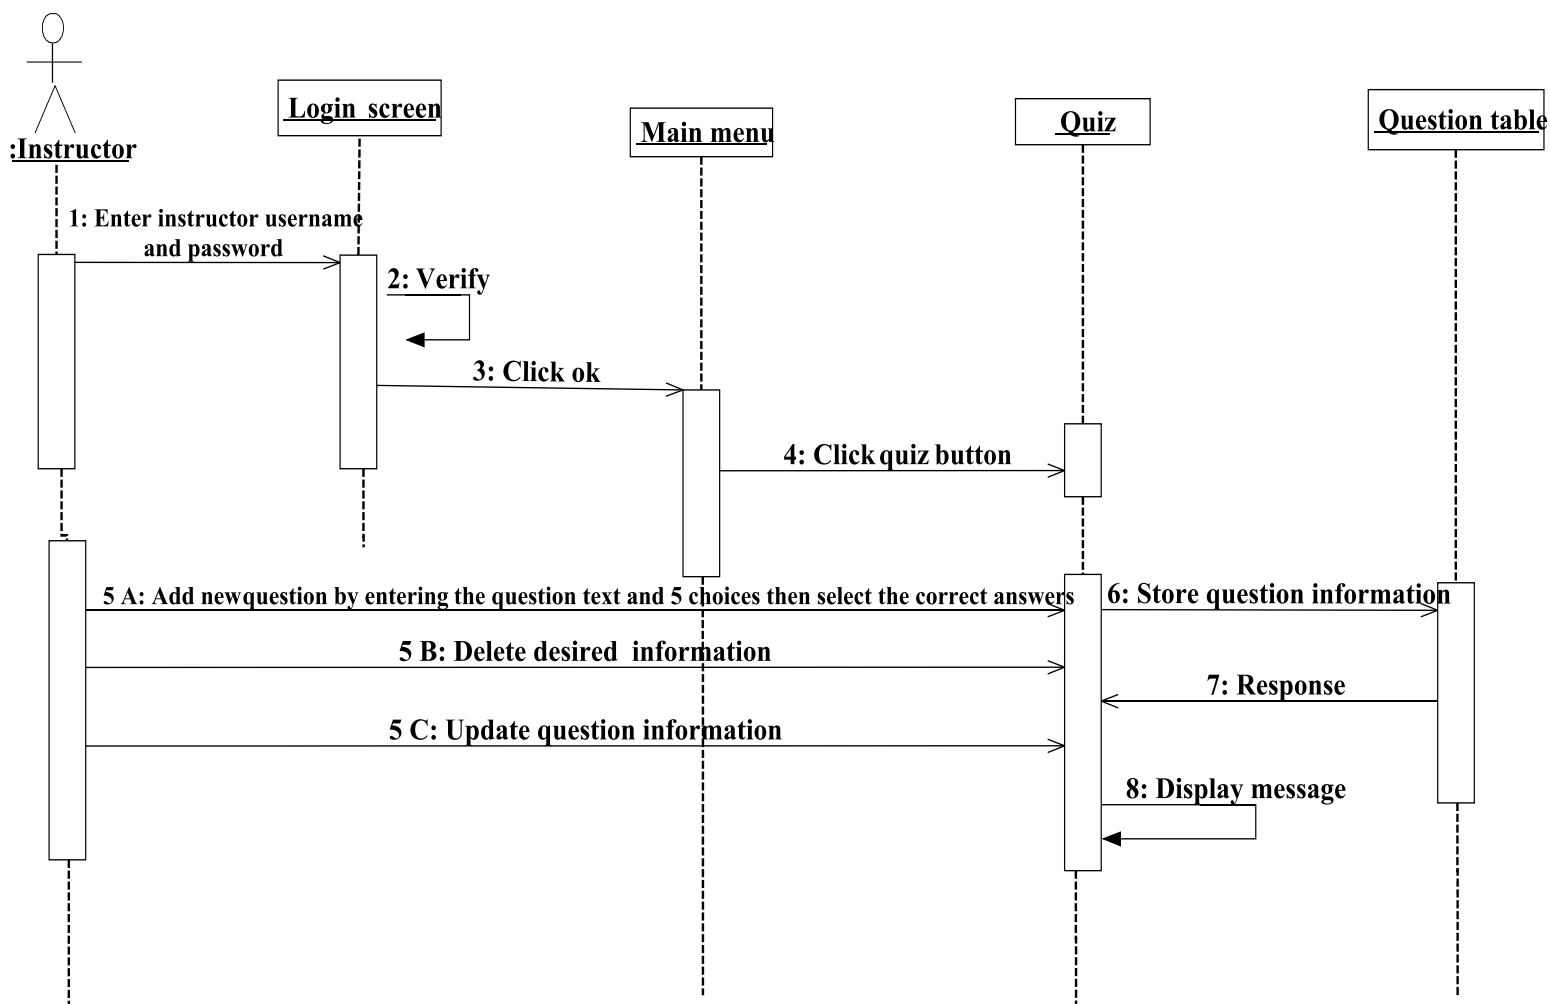 :Instructor
Login screen
Main menu
Quiz
Question table
1: Enter instructor username
and password
2: Verify
3: Click ok
4: Click quiz button
5 A: Add newquestion by entering the question text and 5 choices then select the correct answers
6: Store question information
5 B: Delete desired information
7: Response
5 C: Update question information
8: Display message